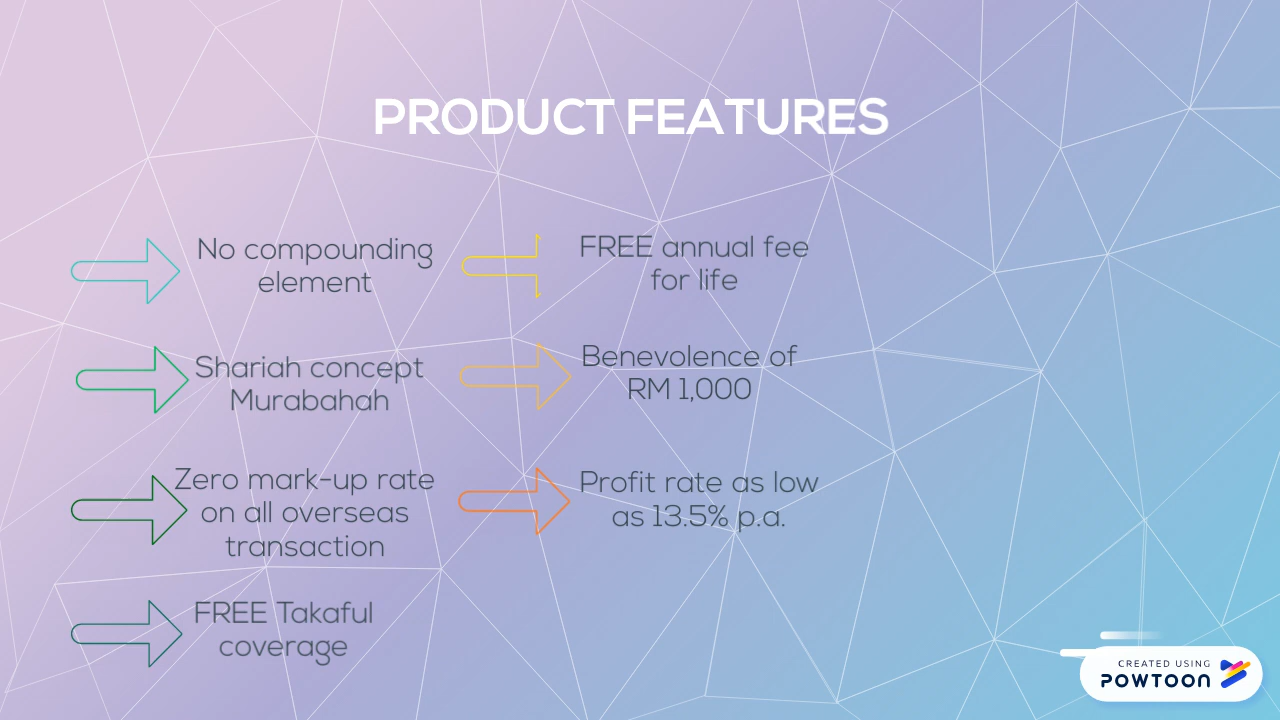 PRODUCT FEATURES
No compounding
element
Shariah concept
Murabahah
Zero mark-up rate
on all overseas
transaction
FREE Takaful
coverage
FREE annual fee
for life
Benevolence of
RM 1,000
Profit rate as low
as 13.5% p.a.
CREATED USING
POWTOON